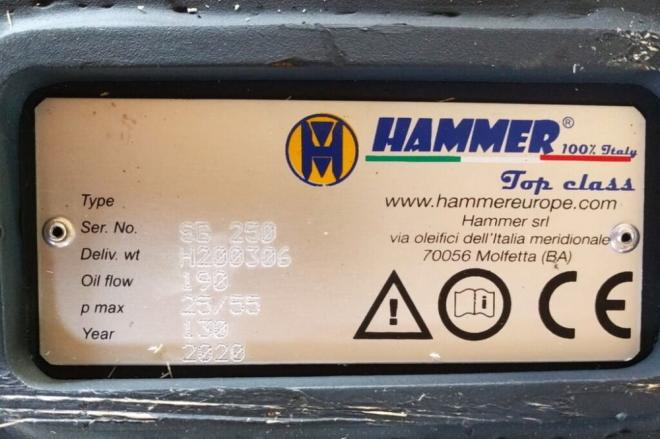 HAMMER®
100% Italy
Top class
www.hammereurope.com
Hammer srl
via oleifici dell'Italia meridionale
70056 Molfetta (BA)
Type
Ser. No. SG 250
Deliv. wt H200306
Oil flow 190
p max 25/55
Year 130
2020
CE